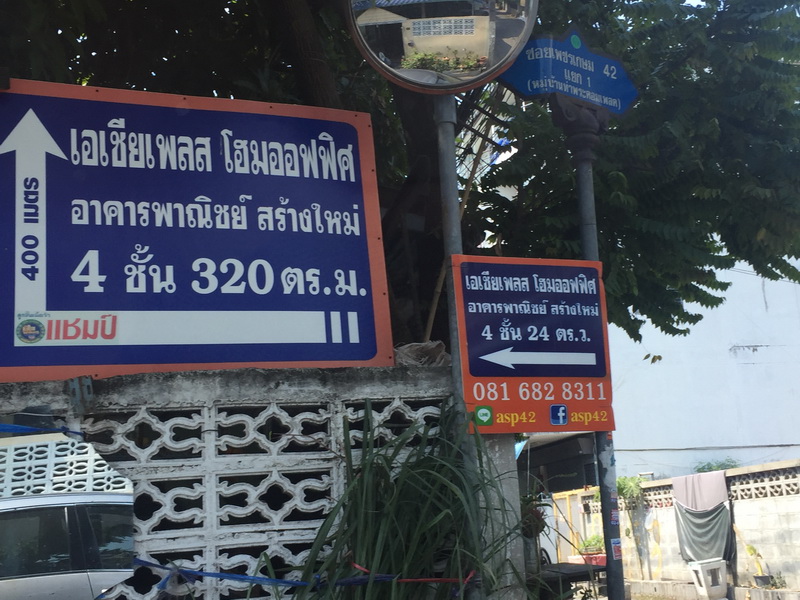 400 เมตร
เอเชียเพลส โฮมออฟฟิศ
อาคารพาณิชย์ สร้างใหม่
4 ชั้น 320 ตร.ม.
แชมป์
ซอยเพชรเกษม 42
แยก 1
เอเชียเพลส โฮมออฟฟิศ
อาคารพาณิชย์ สร้างใหม่
4 ชั้น 24 ตร.ว.
081 682 8311
LINE asp42 f asp42